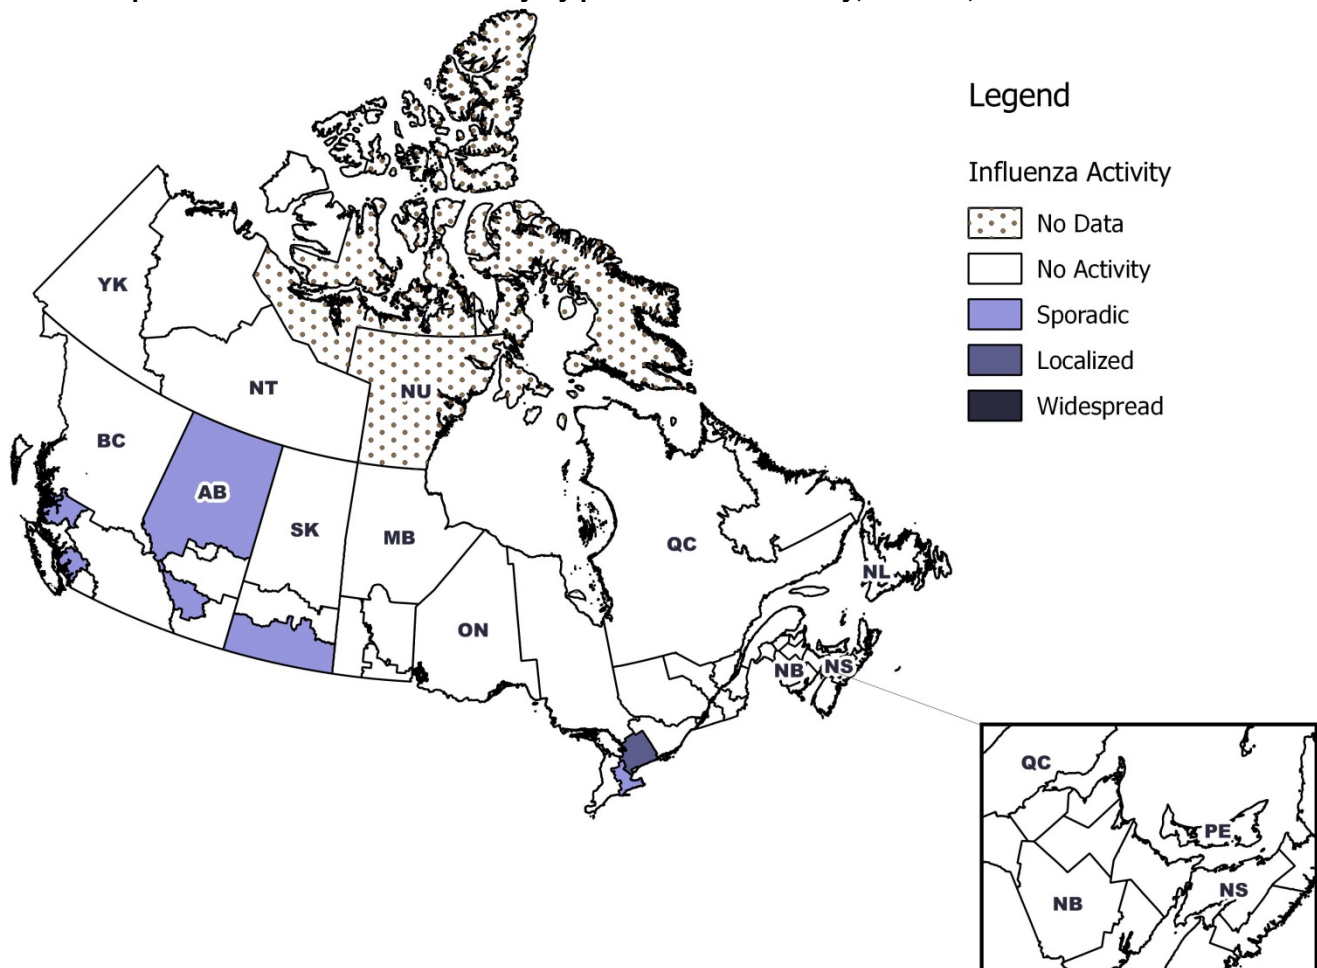 Legend
Influenza Activity
No Data
No Activity
Sporadic
Localized
Widespread
YK
NT
NU
BC
AB
SK
MB
ON
QC
NL
NB
NS
QC
PE
NS
NB